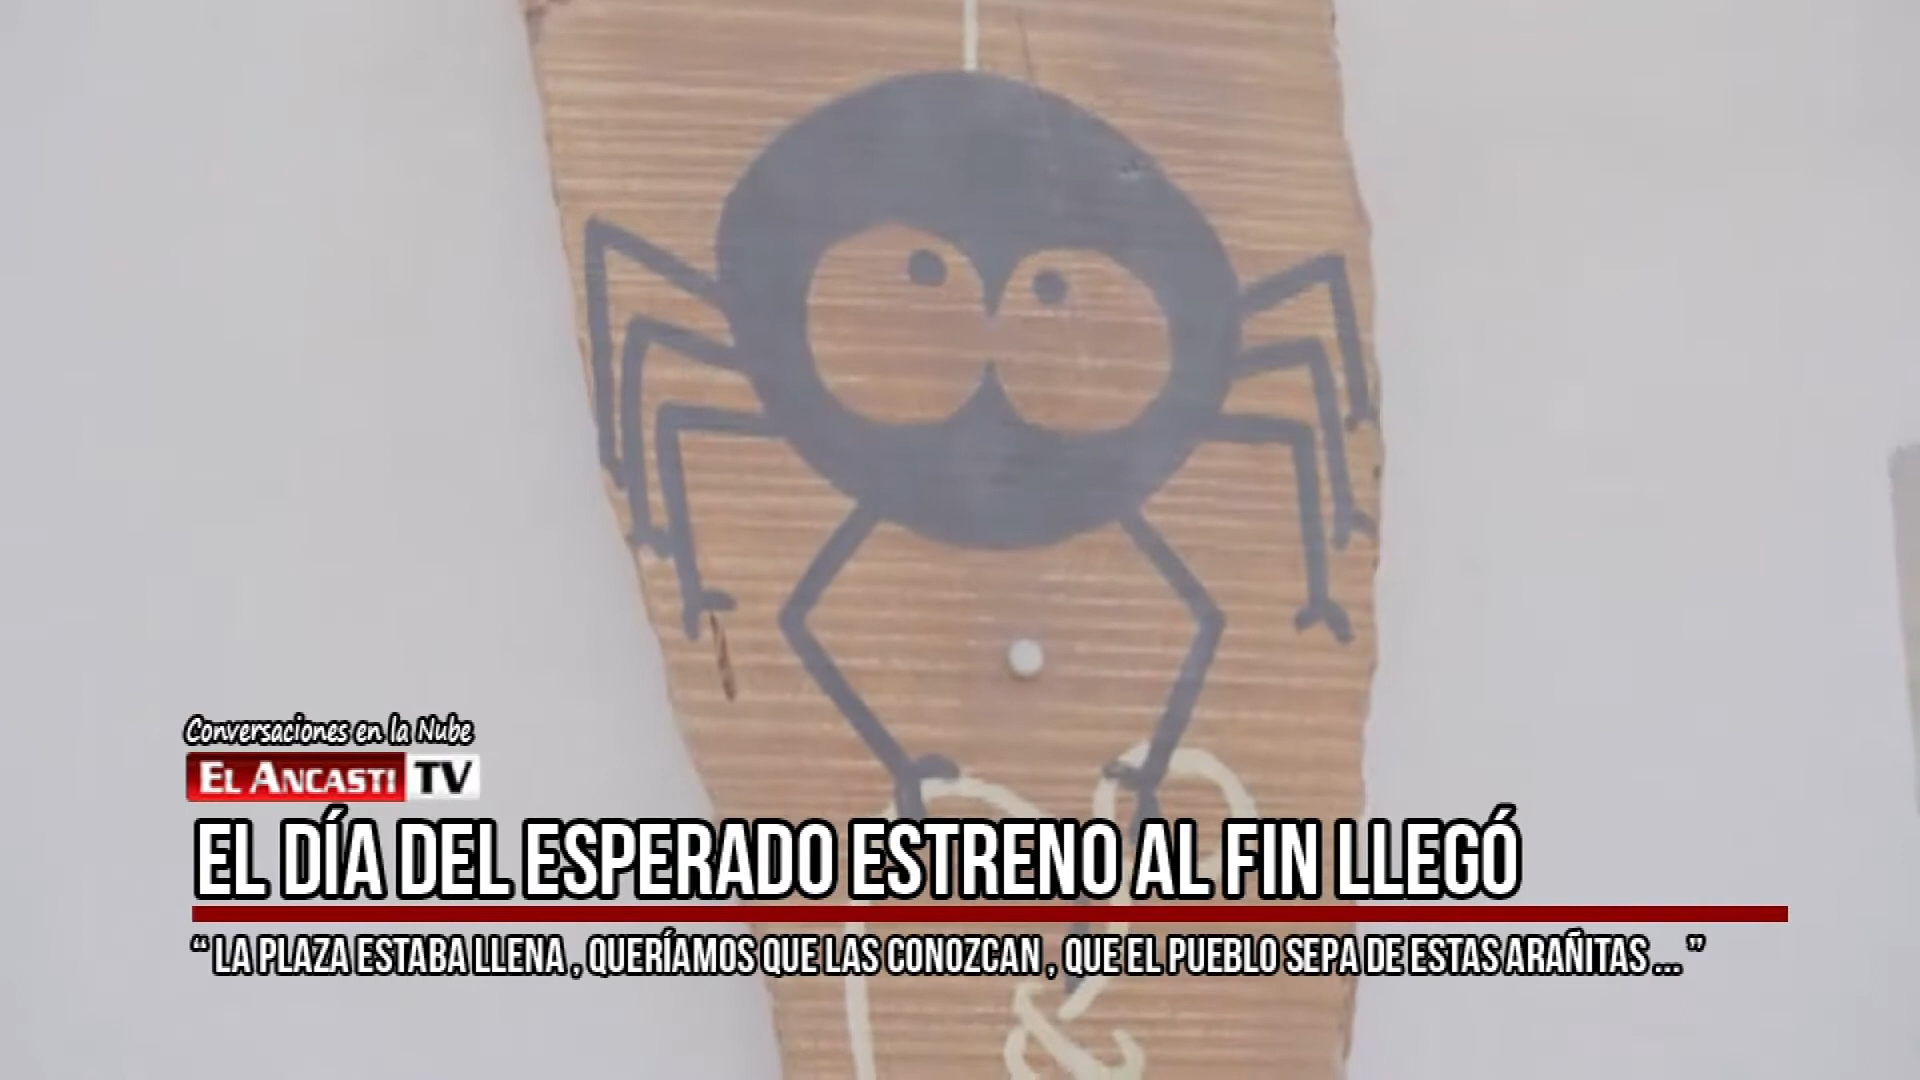 Conversaciones en la Nube
EL ANCASTI TV
EL DÍA DEL ESPERADO ESTRENO AL FIN LLEGÓ
“ LA PLAZA ESTABA LLENA , QUERÍAMOS QUE LAS CONOZCAN , QUE EL PUEBLO SEPA DE ESTAS ARAÑITAS ... ”
&